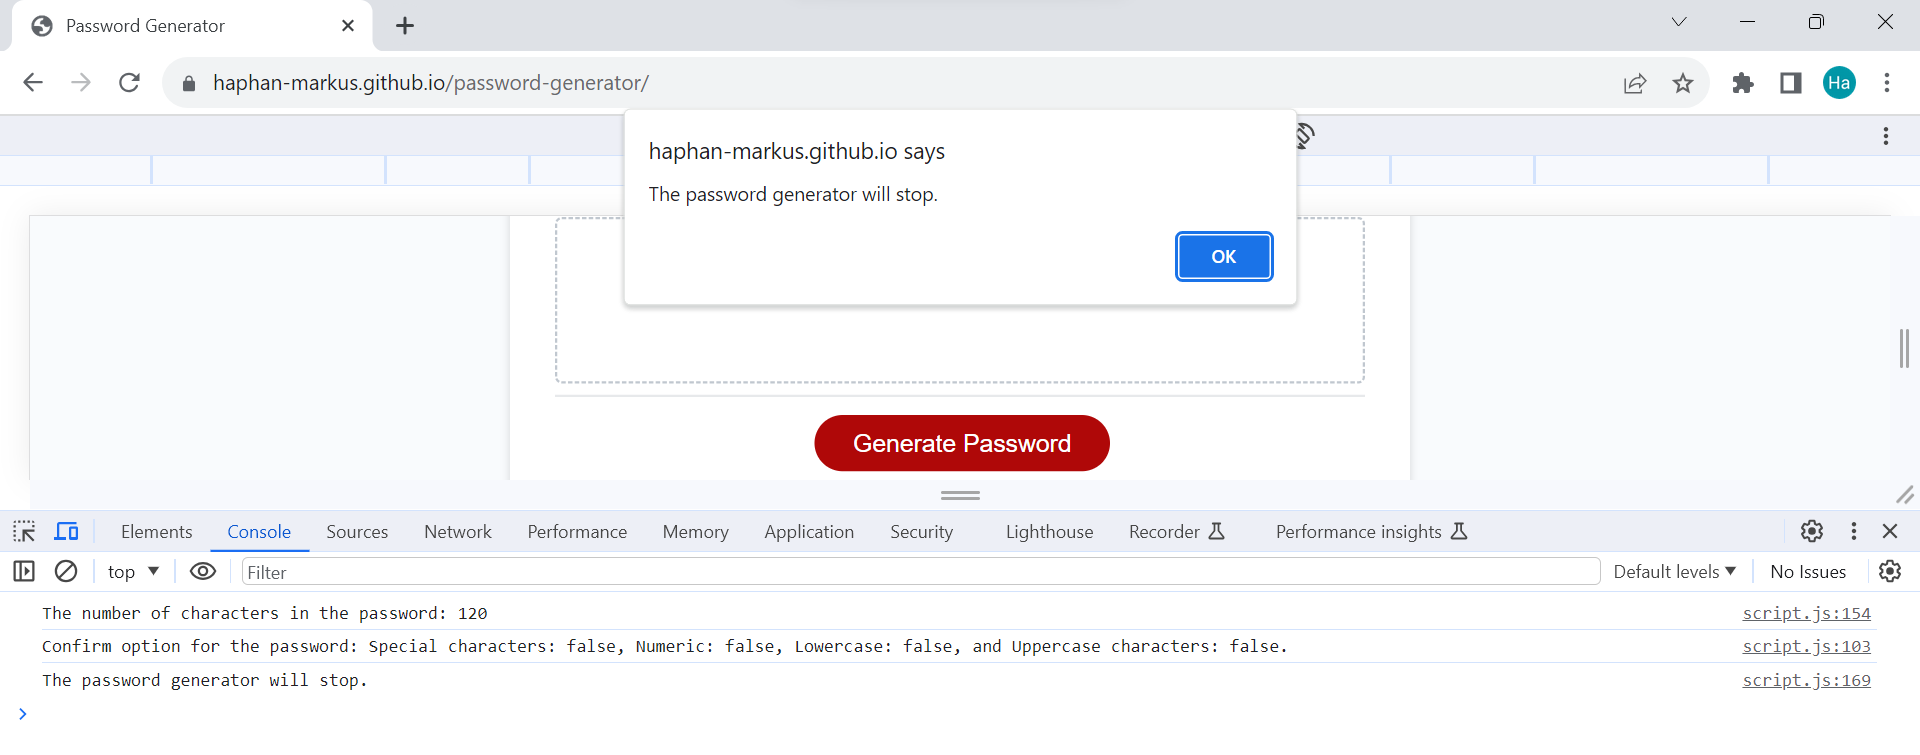 Password Generator
haphan-markus.github.io/password-generator/
Ha
haphan-markus.github.io says
The password generator will stop.
OK
Generate Password
Elements Console Sources Network Performance Memory Application Security Lighthouse Recorder Performance insights
top Filter Default levels No Issues
The number of characters in the password: 120 script.js:154
Confirm option for the password: Special characters: false, Numeric: false, Lowercase: false, and Uppercase characters: false. script.js:103
The password generator will stop. script.js:169